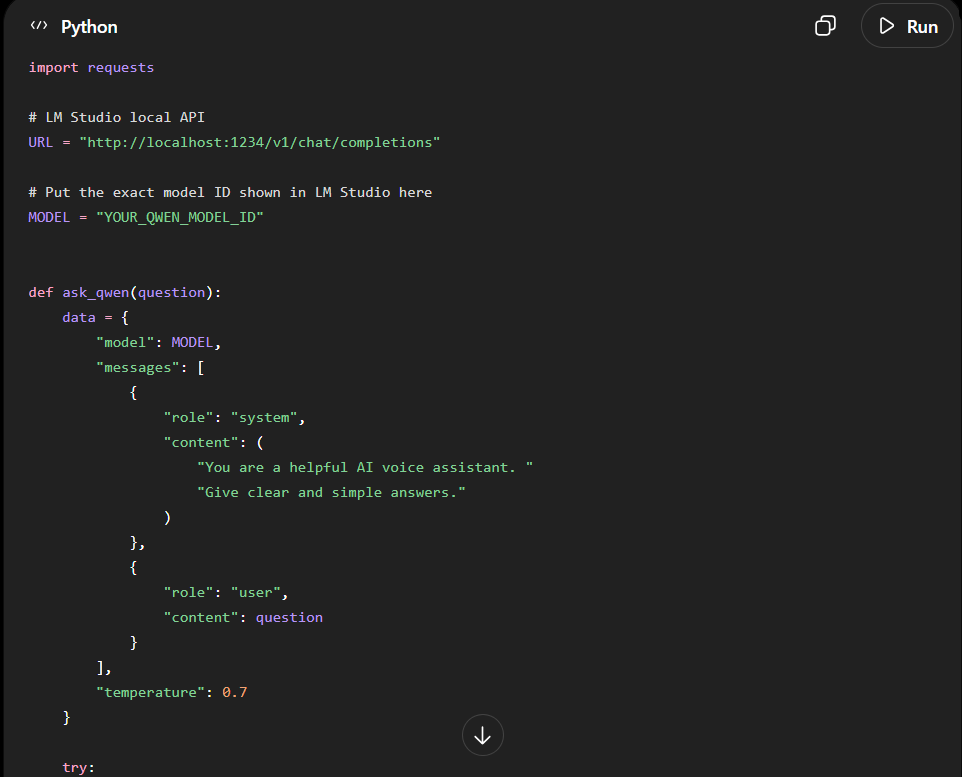 </> Python
Run
import requests
# LM Studio local API
URL = "http://localhost:1234/v1/chat/completions"
# Put the exact model ID shown in LM Studio here
MODEL = "YOUR_QWEN_MODEL_ID"
def ask_qwen(question):
    data = {
        "model": MODEL,
        "messages": [
            {
                "role": "system",
                "content": (
                    "You are a helpful AI voice assistant. "
                    "Give clear and simple answers."
                )
            },
            {
                "role": "user",
                "content": question
            }
        ],
        "temperature": 0.7
    }
    try: